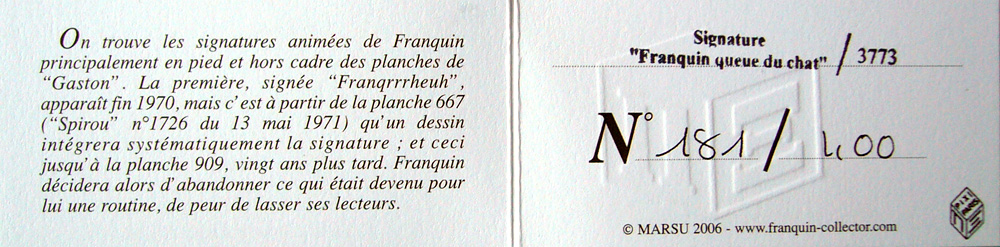 On trouve les signatures animées de Franquin
principalement en pied et hors cadre des planches de
“Gaston”. La première, signée “Franqrrrheuh”,
apparaît fin 1970, mais c’est à partir de la planche 667
(“Spirou” n°1726 du 13 mai 1971) qu’un dessin
intégrera systématiquement la signature ; et ceci
jusqu’à la planche 909, vingt ans plus tard. Franquin
décidera alors d’abandonner ce qui était devenu pour
lui une routine, de peur de lasser ses lecteurs.
Signature
"Franquin queue du chat" / 3773
N° 181 / 400
© MARSU 2006 - www.franquin-collector.com